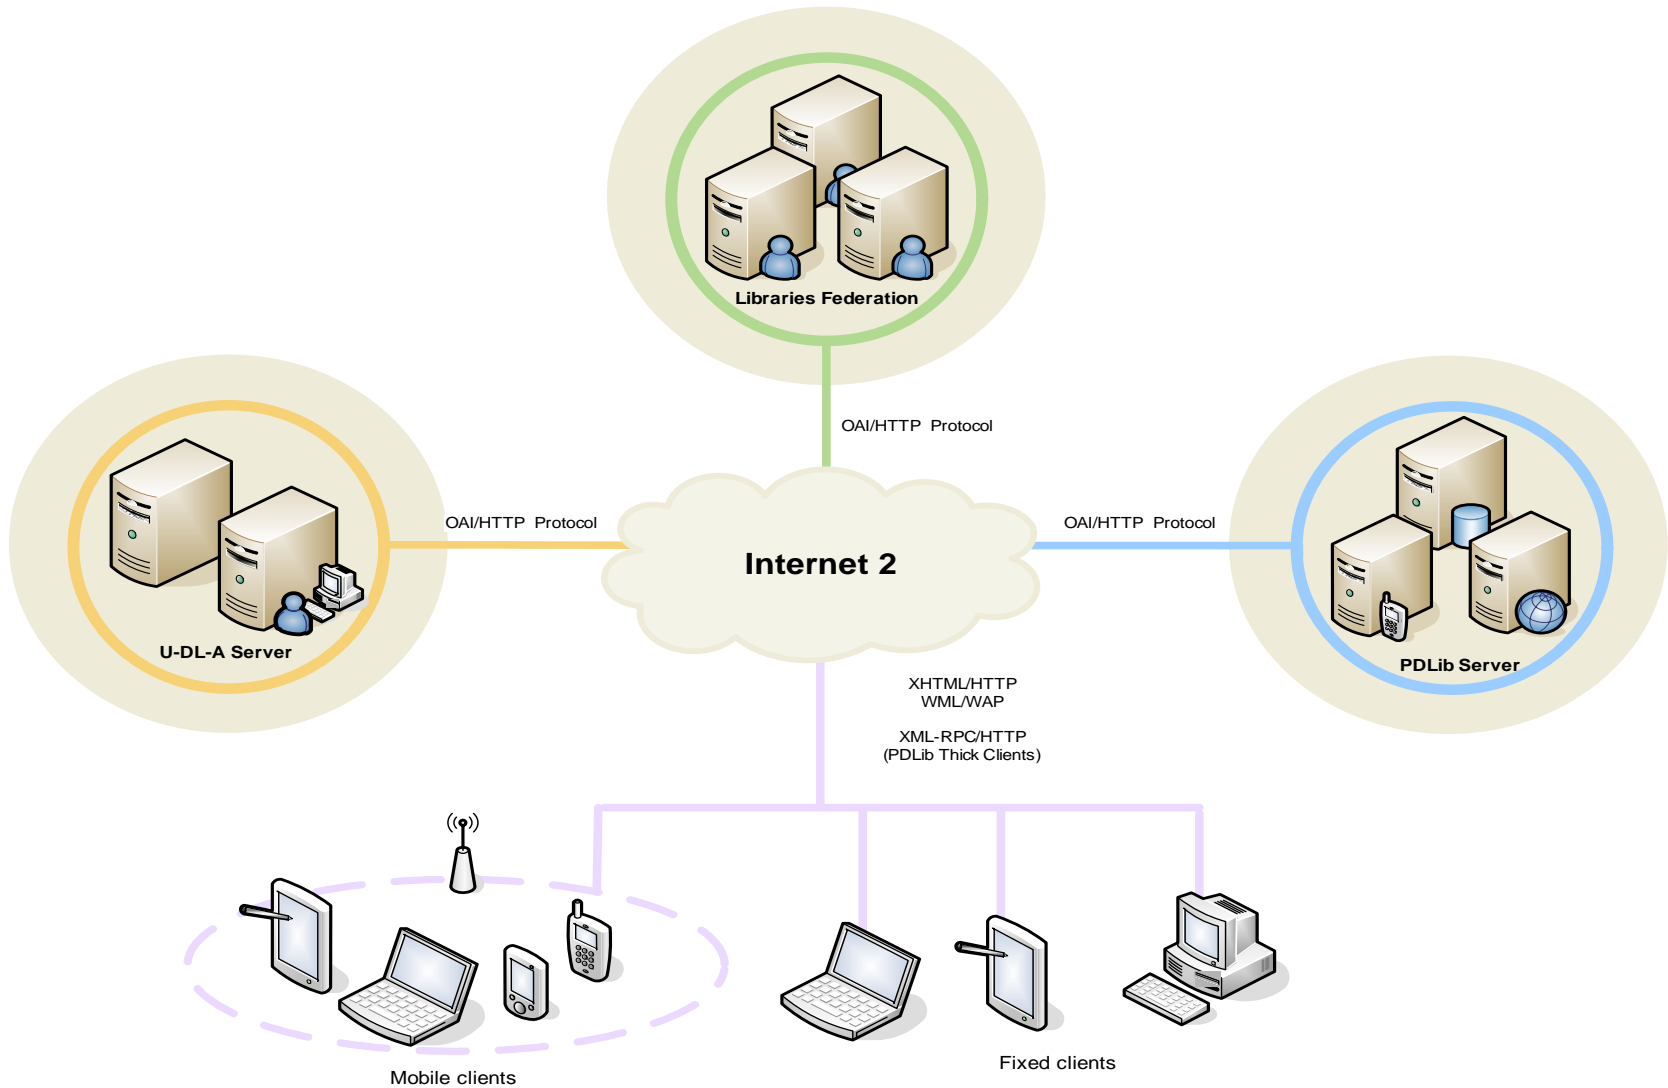 Libraries Federation
OAI/HTTP Protocol
OAI/HTTP Protocol
OAI/HTTP Protocol
Internet 2
U-DL-A Server
PDLib Server
XHTML/HTTP
WML/WAP
XML-RPC/HTTP
(PDLib Thick Clients)
Fixed clients
Mobile clients